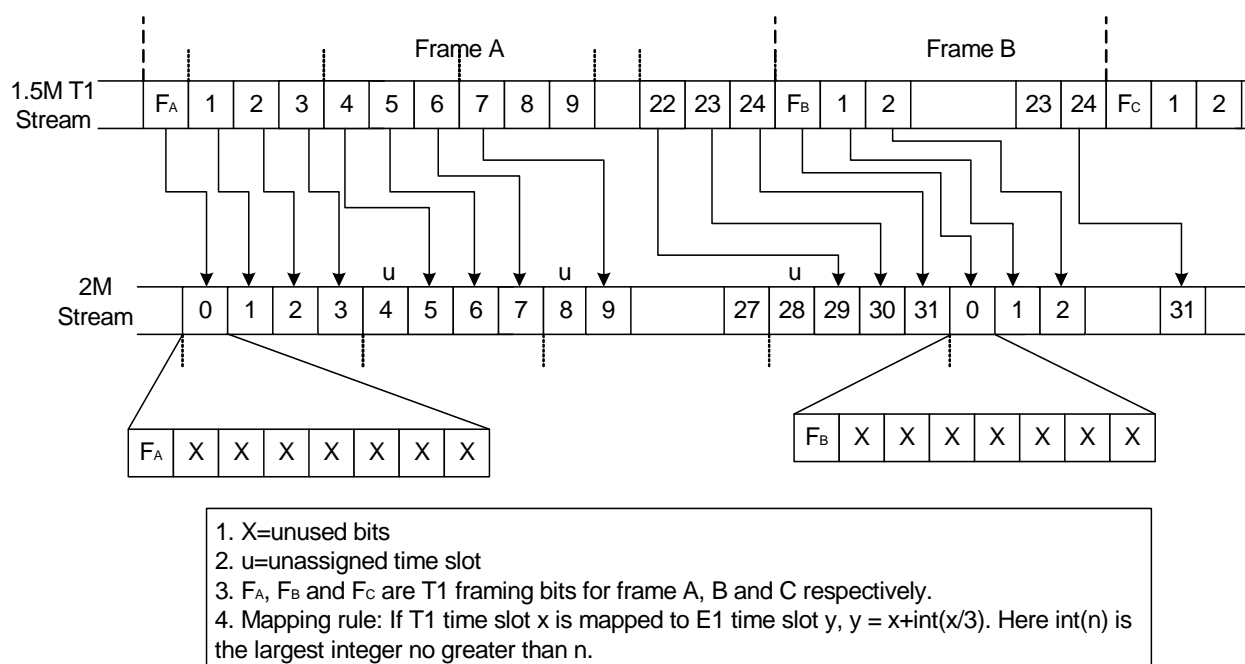 Frame A Frame B
1.5M T1
Stream
FA 1 2 3 4 5 6 7 8 9 22 23 24 FB 1 2 23 24 FC 1 2
u u u
2M
Stream
0 1 2 3 4 5 6 7 8 9 27 28 29 30 31 0 1 2 31
FA X X X X X X X
FB X X X X X X X
1. X=unused bits
2. u=unassigned time slot
3. FA, FB and FC are T1 framing bits for frame A, B and C respectively.
4. Mapping rule: If T1 time slot x is mapped to E1 time slot y, y = x+int(x/3). Here int(n) is
the largest integer no greater than n.